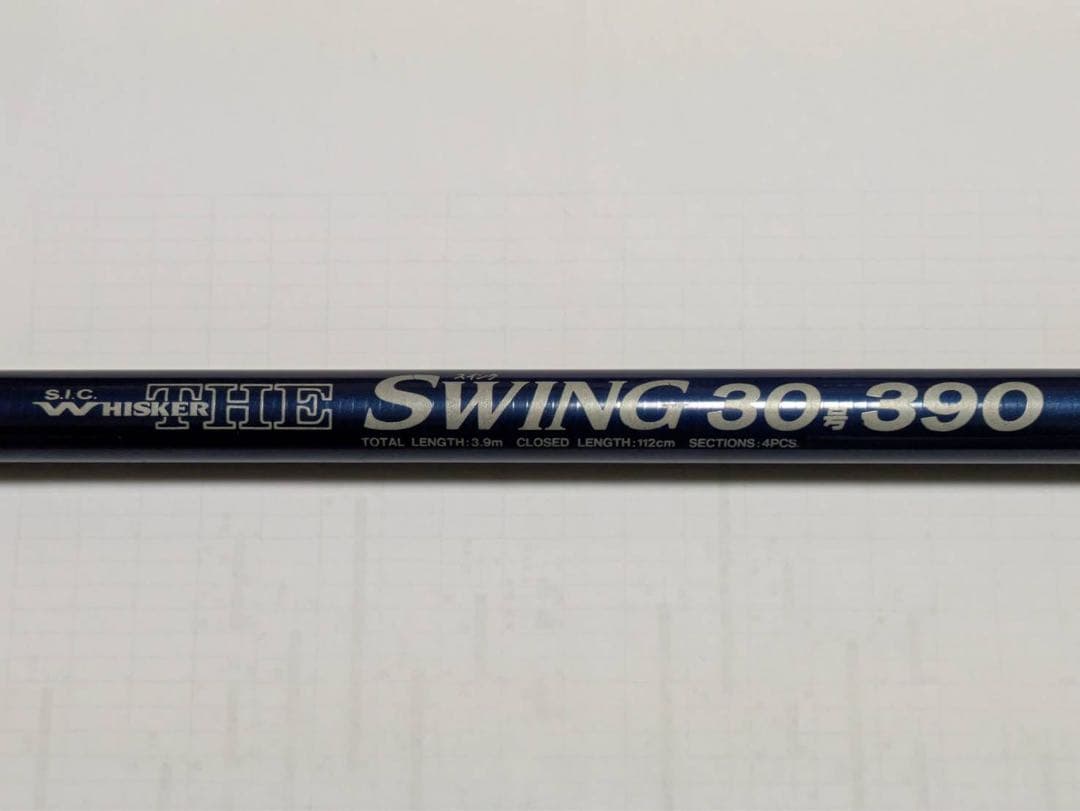 S.I.C.
WHISKER THE SWING 30号-390
スイング
TOTAL LENGTH:3.9m CLOSED LENGTH:112cm SECTIONS:4PCS.